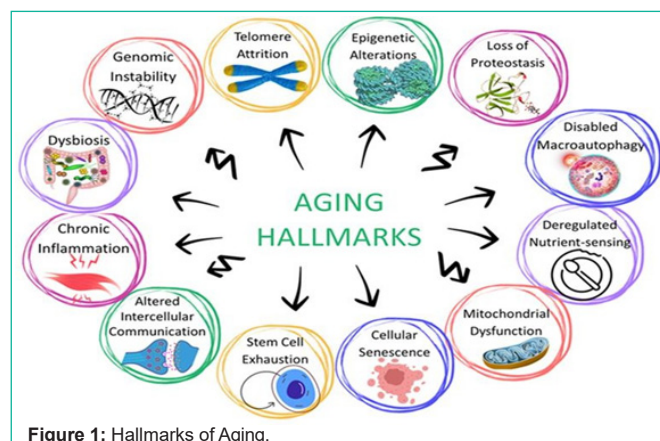 Telomere
Attrition
Epigenetic
Alterations
Loss of
Proteostasis
Genomic
Instability
Disabled
Macroautophagy
Dysbiosis
AGING
HALLMARKS
Deregulated
Nutrient-sensing
Chronic
Inflammation
Altered
Intercellular
Communication
Mitochondrial
Dysfunction
Stem Cell
Exhaustion
Cellular
Senescence
Figure 1: Hallmarks of Aging.